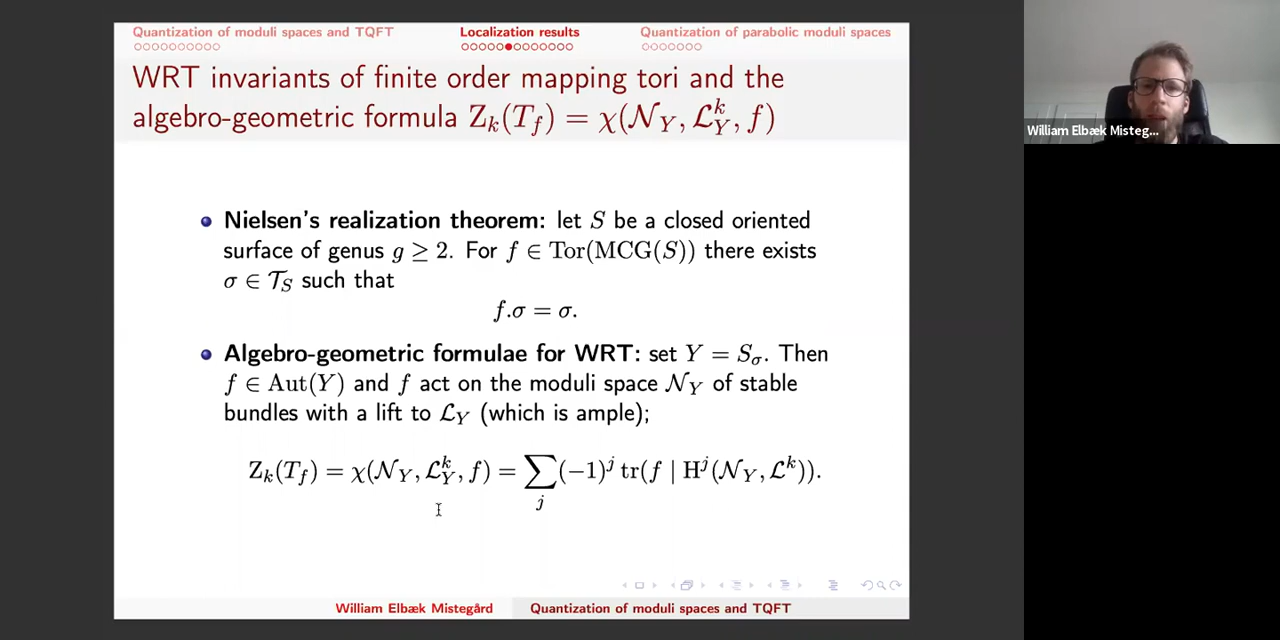 Quantization of moduli spaces and TQFT
Localization results
Quantization of parabolic moduli spaces
WRT invariants of finite order mapping tori and the
algebro-geometric formula Z_k(T_f) = χ(𝒩_Y, ℒ_Y^k, f)
Nielsen's realization theorem: let S be a closed oriented
surface of genus g ≥ 2. For f ∈ Tor(MCG(S)) there exists
σ ∈ 𝒯_S such that
f.σ = σ.
Algebro-geometric formulae for WRT: set Y = S_σ. Then
f ∈ Aut(Y) and f act on the moduli space 𝒩_Y of stable
bundles with a lift to ℒ_Y (which is ample);
Z_k(T_f) = χ(𝒩_Y, ℒ_Y^k, f) = ∑_j (−1)^j tr(f | H^j(𝒩_Y, ℒ^k)).
William Elbæk Mistegård
Quantization of moduli spaces and TQFT
William Elbæk Misteg...